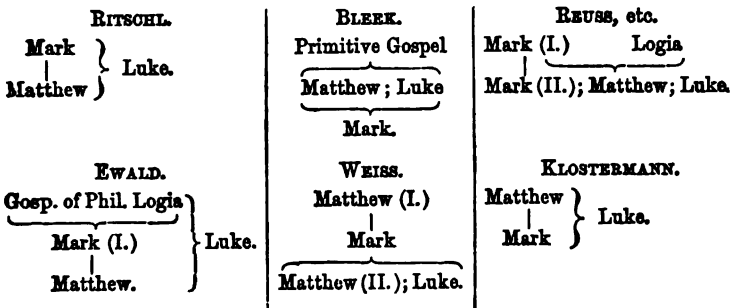 RITSCHL.
Mark
Luke.
Matthew
BLEEK.
Primitive Gospel
Matthew; Luke
Mark.
REUSS, etc.
Mark (I.) Logia
Mark (II.); Matthew; Luke.
EWALD.
Gosp. of Phil. Logia
Mark (I.)
Luke.
Matthew.
WEISS.
Matthew (I.)
Mark
Matthew (II.); Luke.
KLOSTERMANN.
Matthew
Luke.
Mark